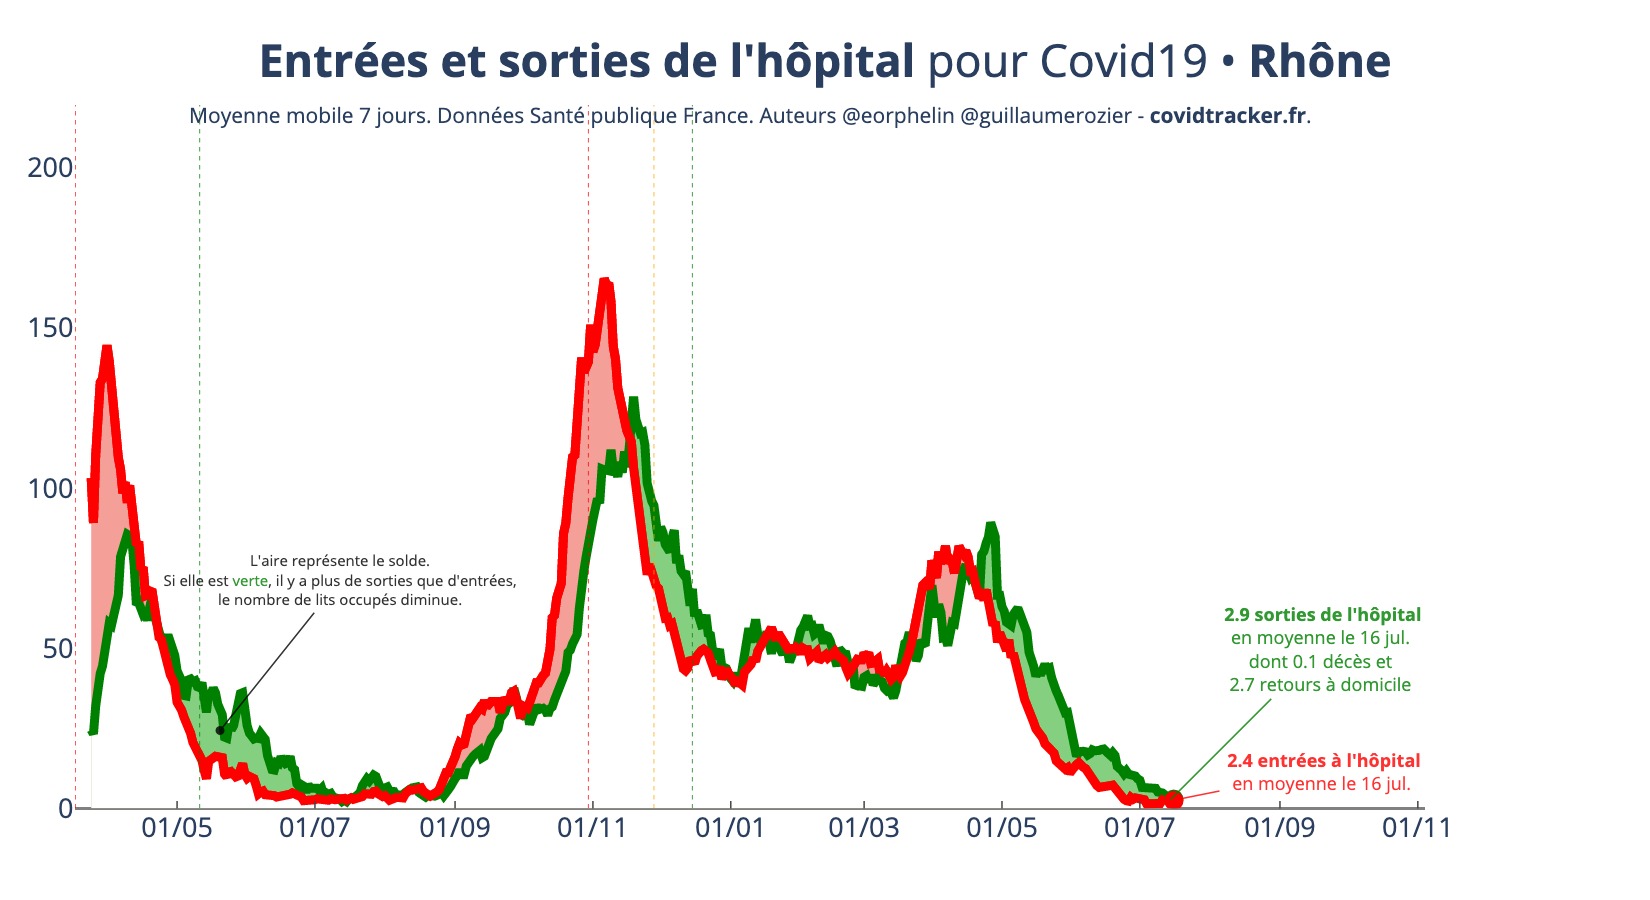 Entrées et sorties de l'hôpital pour Covid19 • Rhône
Moyenne mobile 7 jours. Données Santé publique France. Auteurs @eorphelin @guillaumerozier - covidtracker.fr.
200
150
100
50
0
L'aire représente le solde.
Si elle est verte, il y a plus de sorties que d'entrées,
le nombre de lits occupés diminue.
2.9 sorties de l'hôpital
en moyenne le 16 jul.
dont 0.1 décès et
2.7 retours à domicile
2.4 entrées à l'hôpital
en moyenne le 16 jul.
01/05 01/07 01/09 01/11 01/01 01/03 01/05 01/07 01/09 01/11